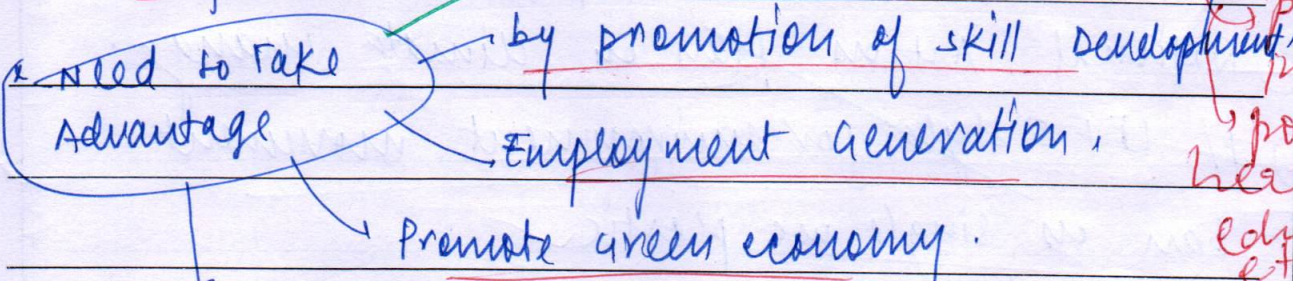 by promotion of skill Development,
* Need to Take
Advantage
Employment Generation.
Promote Green economy.